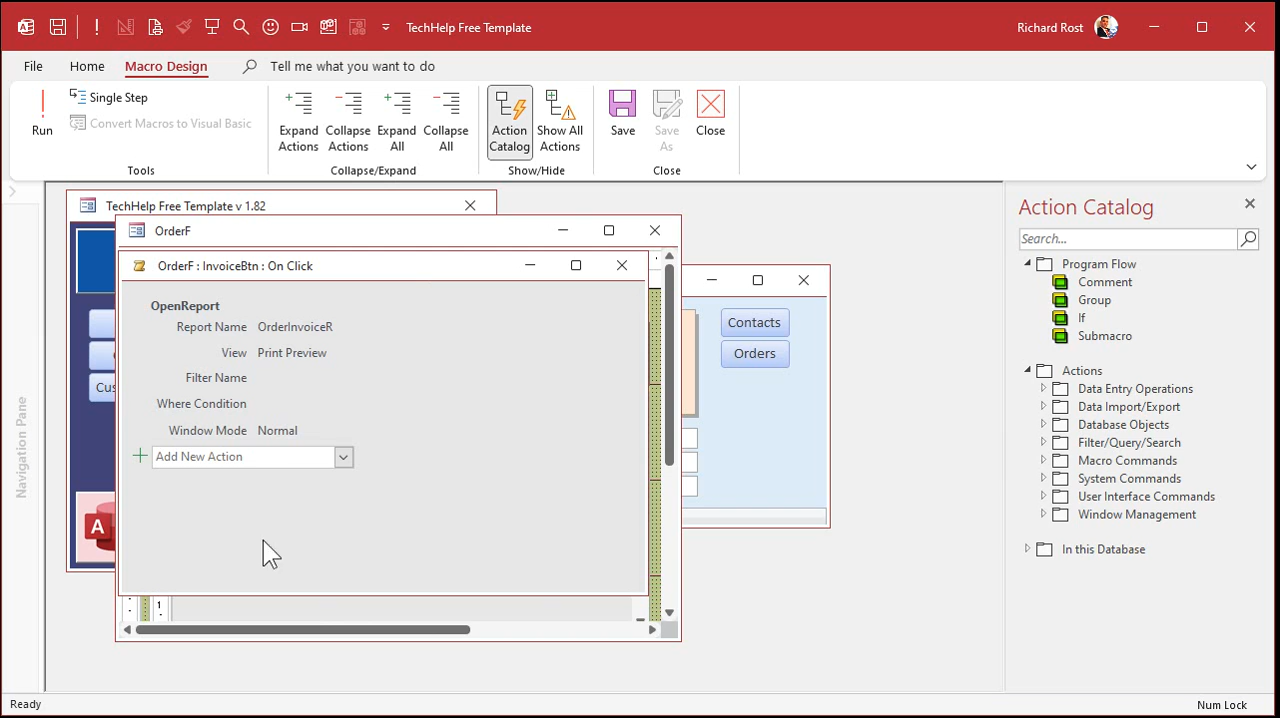 TechHelp Free Template
Richard Rost
File
Home
Macro Design
Tell me what you want to do
Run
Single Step
Convert Macros to Visual Basic
Tools
Expand Actions
Collapse Actions
Expand All
Collapse All
Collapse/Expand
Action Catalog
Show All Actions
Show/Hide
Save
Save As
Close
Close
Navigation Pane
TechHelp Free Template v 1.82
Cus
A
OrderF
OrderF : InvoiceBtn : On Click
OpenReport
Report Name OrderInvoiceR
View Print Preview
Filter Name
Where Condition
Window Mode Normal
Add New Action
1
Contacts
Orders
Action Catalog
Search...
Program Flow
Comment
Group
If
Submacro
Actions
Data Entry Operations
Data Import/Export
Database Objects
Filter/Query/Search
Macro Commands
System Commands
User Interface Commands
Window Management
In this Database
Ready
Num Lock